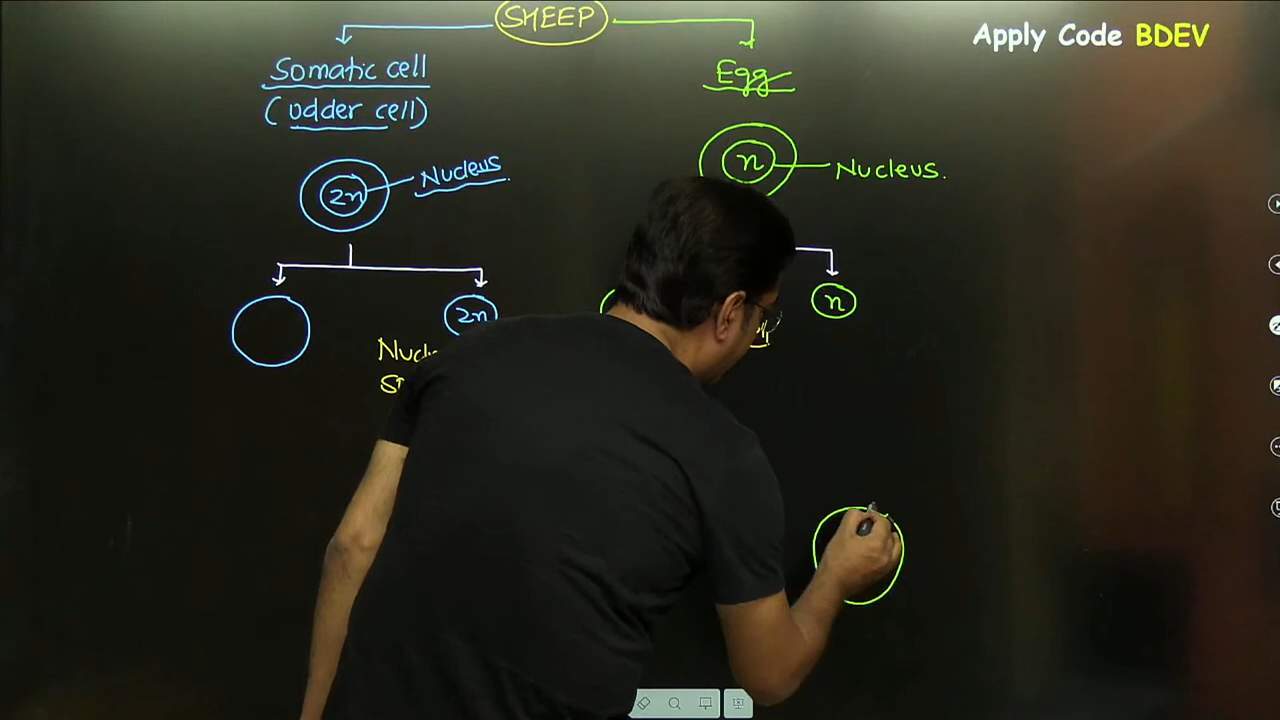 SHEEP
Apply Code BDEV
Somatic cell
(Udder cell)
Egg
2n
Nucleus
n
Nucleus.
2n
n